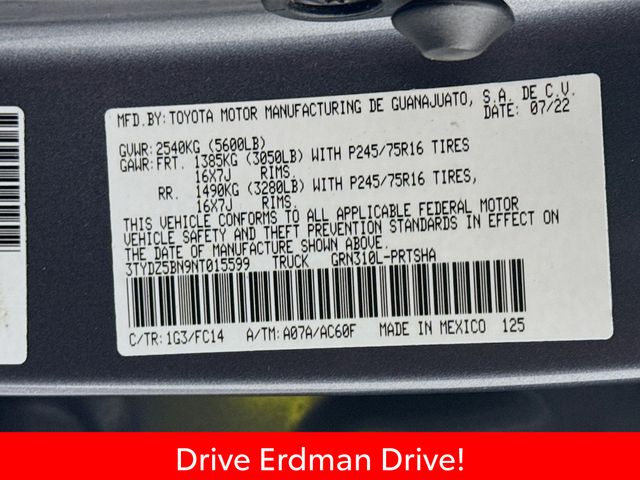 MFD.BY:TOYOTA MOTOR MANUFACTURING DE GUANAJUATO, S.A. DE C.V.
DATE: 07/22
GVWR:2540KG (5600LB)
GAWR:FRT. 1385KG (3050LB) WITH P245/75R16 TIRES
16X7J RIMS.
RR. 1490KG (3280LB) WITH P245/75R16 TIRES,
16X7J RIMS.
THIS VEHICLE CONFORMS TO ALL APPLICABLE FEDERAL MOTOR
VEHICLE SAFETY AND THEFT PREVENTION STANDARDS IN EFFECT ON
THE DATE OF MANUFACTURE SHOWN ABOVE.
3TYDZ5BN9NT015599 TRUCK GRN310L-PRTSHA
C/TR:1G3/FC14 A/TM:A07A/AC60F MADE IN MEXICO 125
Drive Erdman Drive!